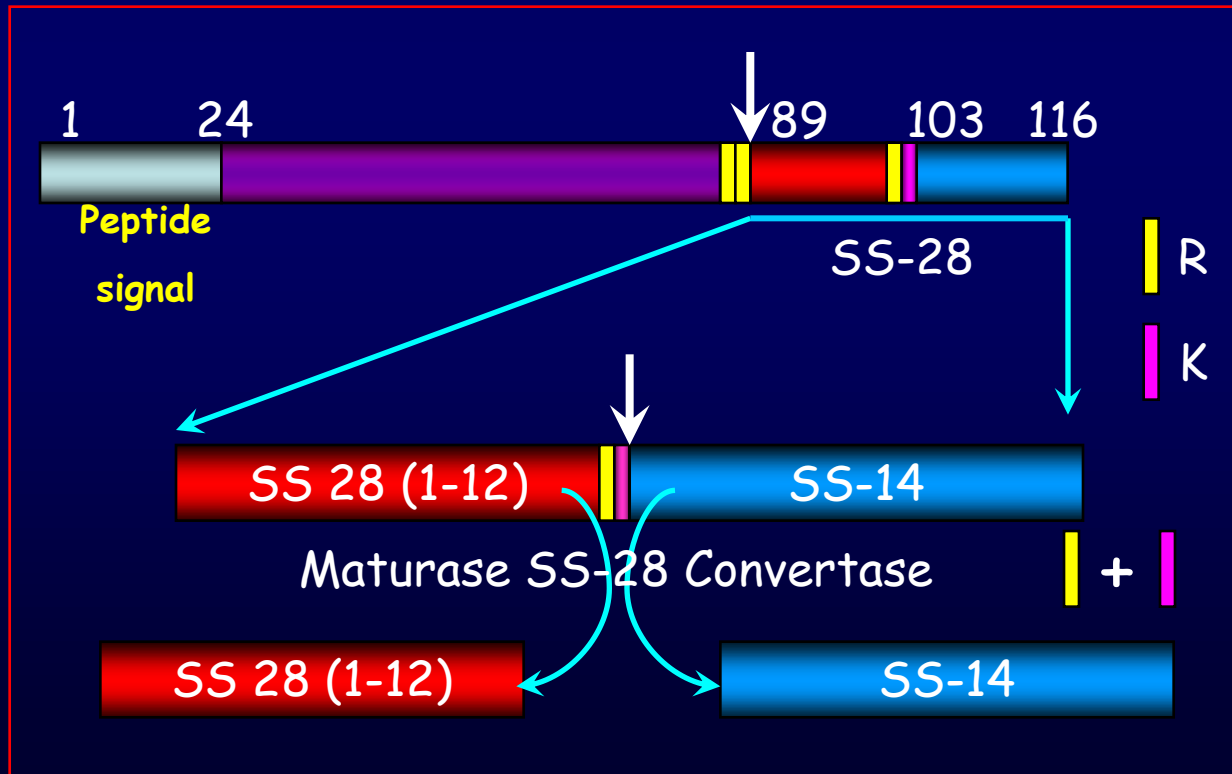 1 24 89 103 116
Peptide
signal
SS-28
R
K
SS 28 (1-12) SS-14
Maturase SS-28 Convertase +
SS 28 (1-12) SS-14